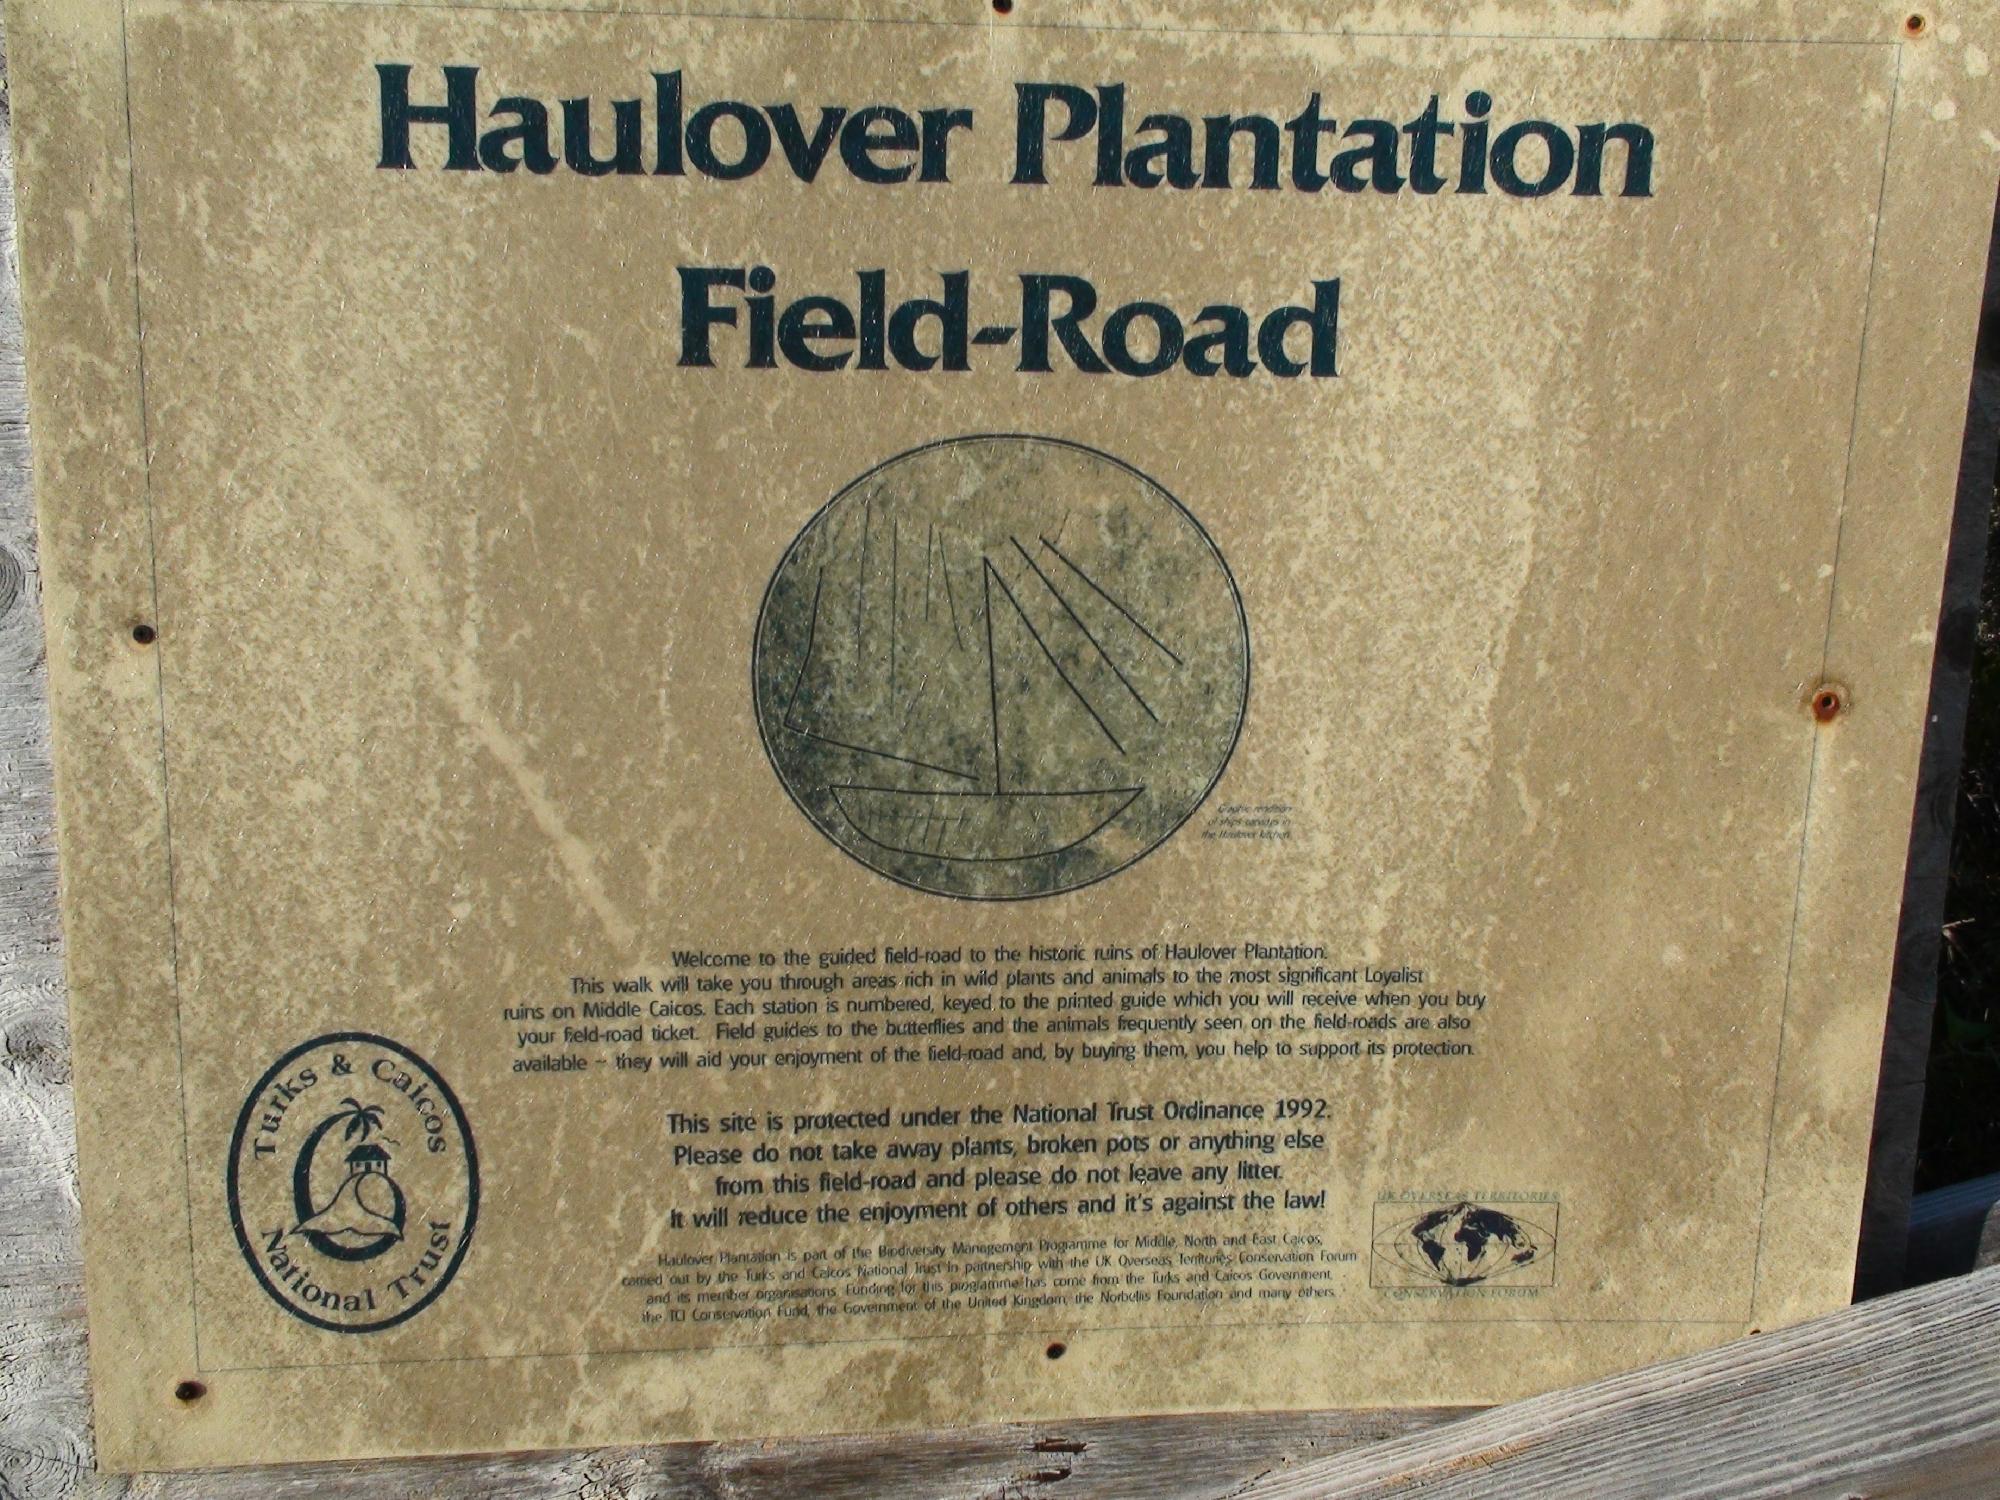 Haulover Plantation
Field-Road
Graphic rendition
of ships carvings in
the Haulover kitchen
Welcome to the guided field-road to the historic ruins of Haulover Plantation.
This walk will take you through areas rich in wild plants and animals to the most significant Loyalist
ruins on Middle Caicos. Each station is numbered, keyed to the printed guide which you will receive when you buy
your field-road ticket. Field guides to the butterflies and the animals frequently seen on the field-roads are also
available – they will aid your enjoyment of the field-road and, by buying them, you help to support its protection.
This site is protected under the National Trust Ordinance 1992.
Please do not take away plants, broken pots or anything else
from this field-road and please do not leave any litter.
It will reduce the enjoyment of others and it's against the law!
Haulover Plantation is part of the Biodiversity Management Programme for Middle, North and East Caicos,
carried out by the Turks and Caicos National Trust in partnership with the UK Overseas Territories Conservation Forum
and its member organisations. Funding for this programme has come from the Turks and Caicos Government,
the TCI Conservation Fund, the Government of the United Kingdom, the Norbellis Foundation and many others.
Turks & Caicos
National Trust
UK OVERSEAS TERRITORIES
CONSERVATION FORUM